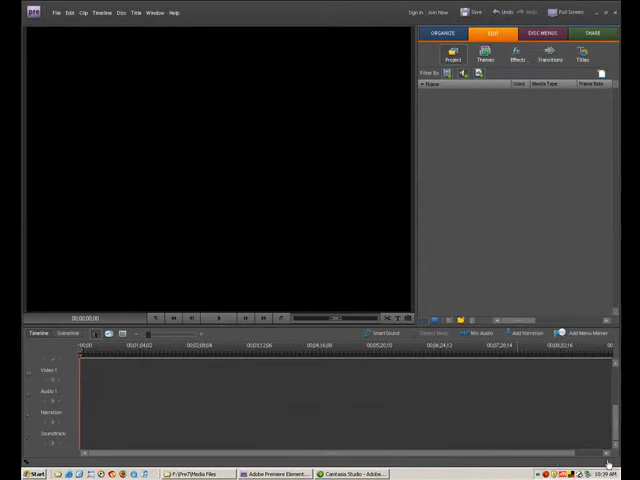 pre File Edit Clip Timeline Disc Title Window Help Sign In Join Now Save Undo Redo Full Screen
ORGANIZE EDIT DISC MENUS SHARE
Project Themes Effects Transitions Titles
Filter By
Name Used Media Type Frame Rate
00;00;00;00
Timeline Sceneline SmartSound Detect Beats Mix Audio Add Narration Add Menu Marker
00;01;04;02 00;02;08;04 00;03;12;06 00;04;16;08 00;05;20;10 00;06;24;12 00;07;28;14 00;08;32;16
Video 1
Audio 1
Narration
Soundtrack
Start F:\Pre7\Media Files Adobe Premiere Element... Camtasia Studio - Adobe... 10:39 AM